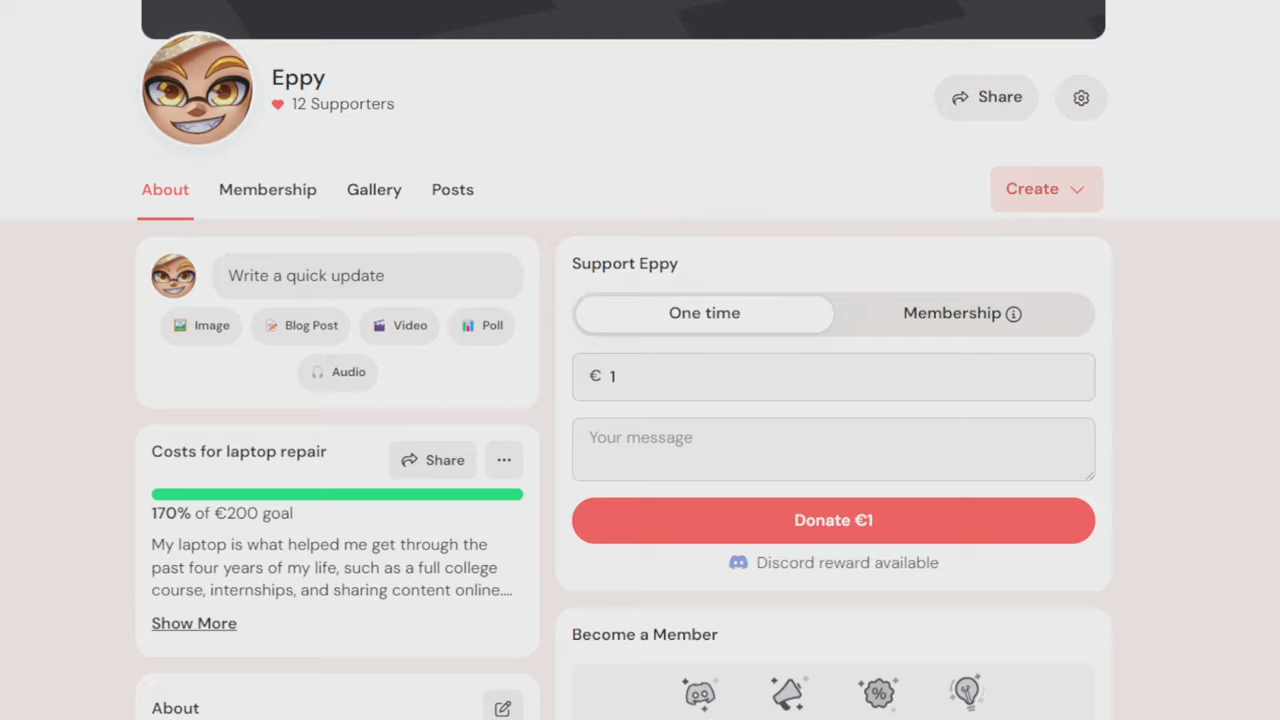 Eppy
12 Supporters
Share
About
Membership
Gallery
Posts
Create
Write a quick update
Image
Blog Post
Video
Poll
Audio
Costs for laptop repair
Share
170% of €200 goal
My laptop is what helped me get through the
past four years of my life, such as a full college
course, internships, and sharing content online....
Show More
About
Support Eppy
One time
Membership
€ 1
Your message
Donate €1
Discord reward available
Become a Member